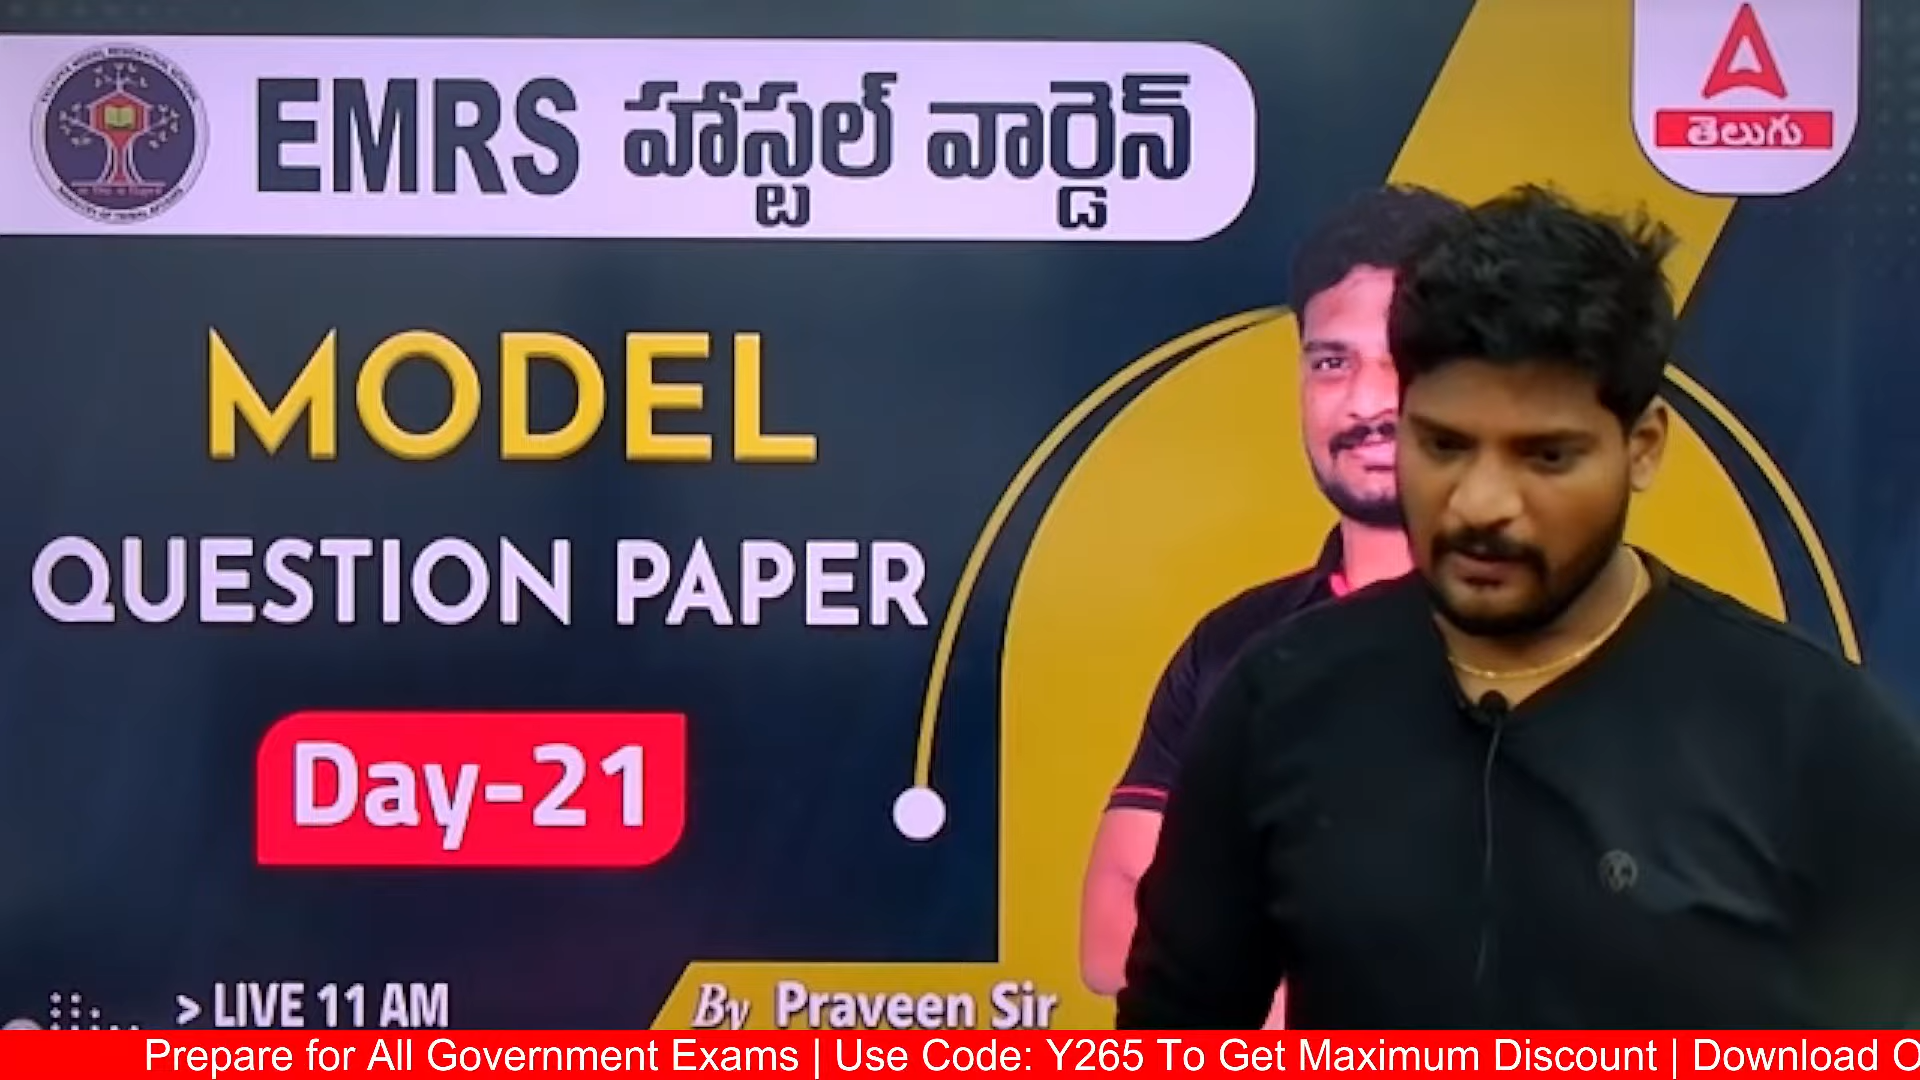 EMRS హాస్టల్ వార్డెన్
తెలుగు
MODEL
QUESTION PAPER
Day-21
> LIVE 11 AM
By Praveen Sir
Prepare for All Government Exams | Use Code: Y265 To Get Maximum Discount | Download